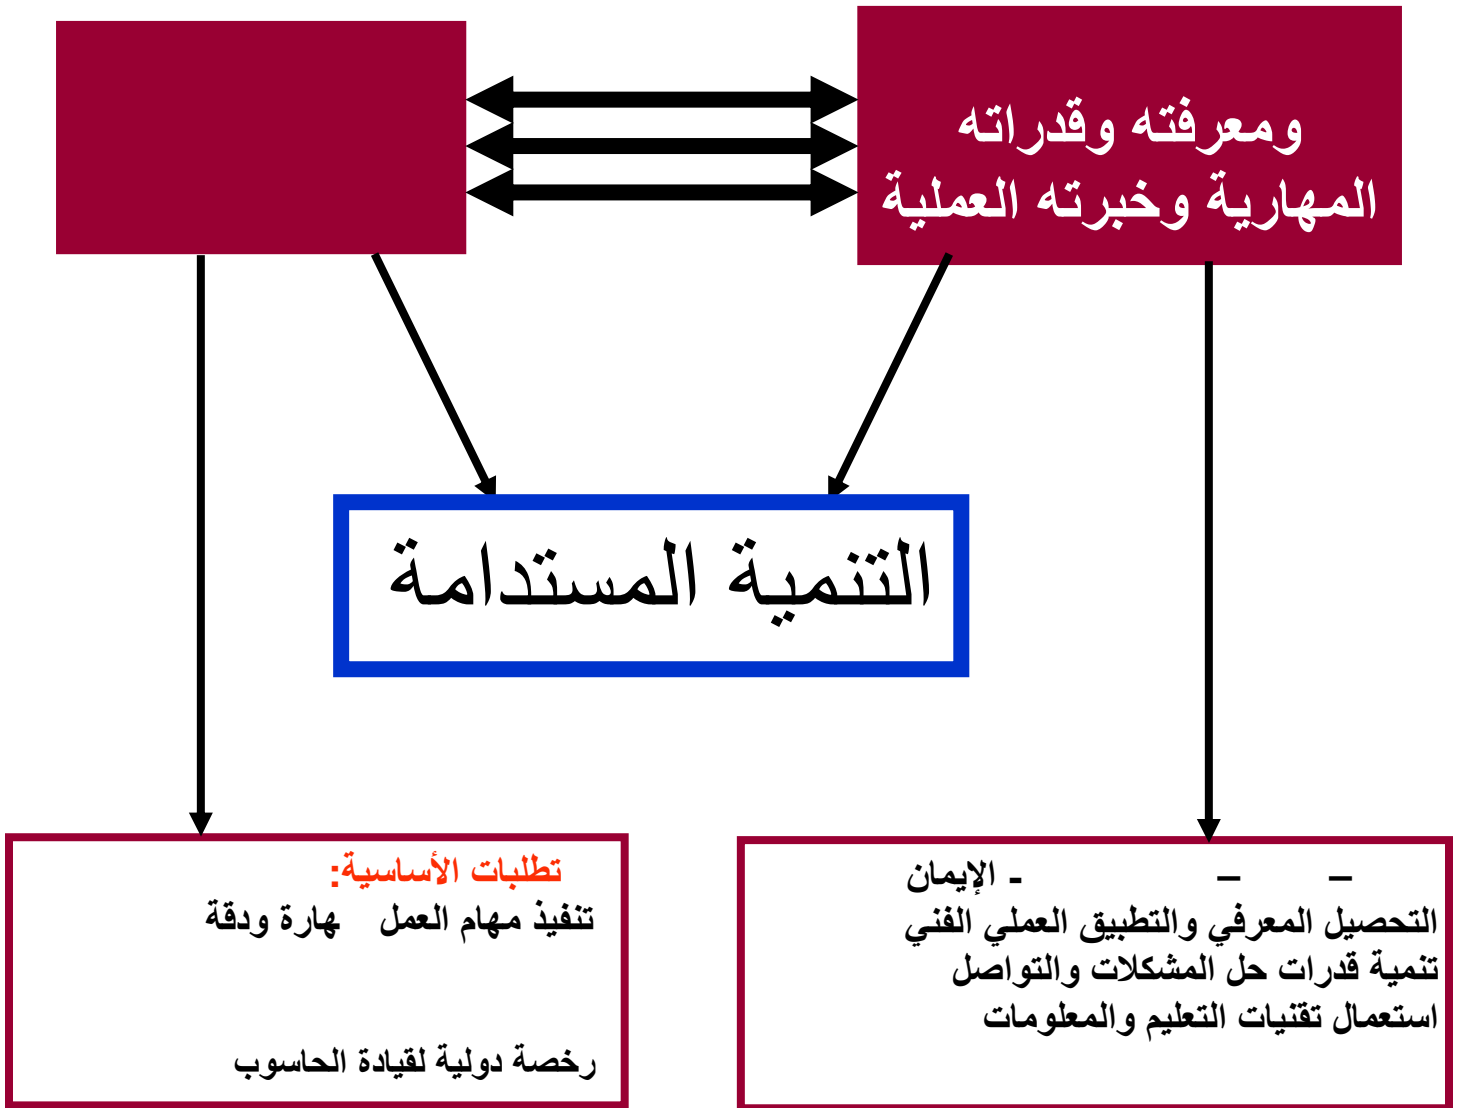 ومعرفته وقدراته
المهارية وخبرته العملية
التنمية المستدامة
– – - الإيمان
التحصيل المعرفي والتطبيق العملي الفني
تنمية قدرات حل المشكلات والتواصل
استعمال تقنيات التعليم والمعلومات
تطلبات الأساسية:
تنفيذ مهام العمل هارة ودقة
رخصة دولية لقيادة الحاسوب